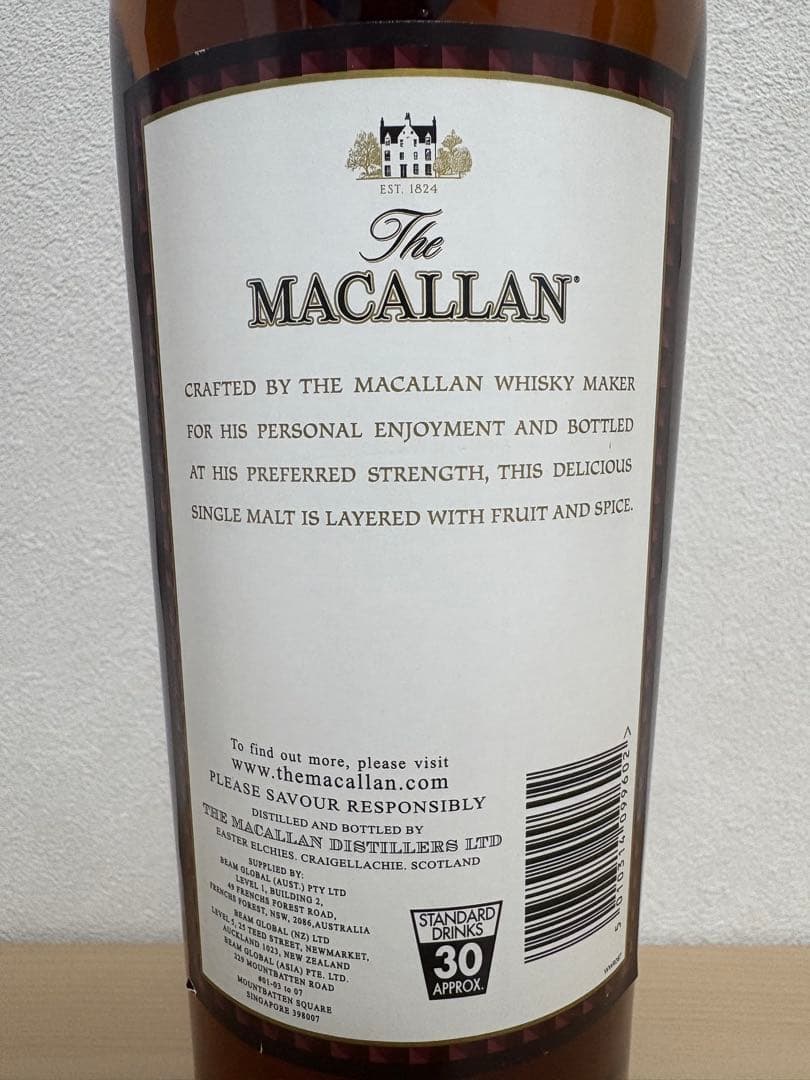 EST. 1824
The
MACALLAN®
CRAFTED BY THE MACALLAN WHISKY MAKER
FOR HIS PERSONAL ENJOYMENT AND BOTTLED
AT HIS PREFERRED STRENGTH, THIS DELICIOUS
SINGLE MALT IS LAYERED WITH FRUIT AND SPICE.
To find out more, please visit
www.themacallan.com
PLEASE SAVOUR RESPONSIBLY
DISTILLED AND BOTTLED BY
THE MACALLAN DISTILLERS LTD
EASTER ELCHIES. CRAIGELLACHIE. SCOTLAND
SUPPLIED BY:
BEAM GLOBAL (AUST.) PTY LTD
LEVEL 1, BUILDING 2,
49 FRENCHS FOREST ROAD,
FRENCHS FOREST, NSW, 2086, AUSTRALIA
BEAM GLOBAL (NZ) LTD
LEVEL 5, 25 TEED STREET, NEWMARKET,
AUCKLAND 1023, NEW ZEALAND
BEAM GLOBAL (ASIA) PTE. LTD.
229 MOUNTBATTEN ROAD
#01-03 to 07
MOUNTBATTEN SQUARE
SINGAPORE 398007
STANDARD
DRINKS
30
APPROX.
5 010314 099602 >